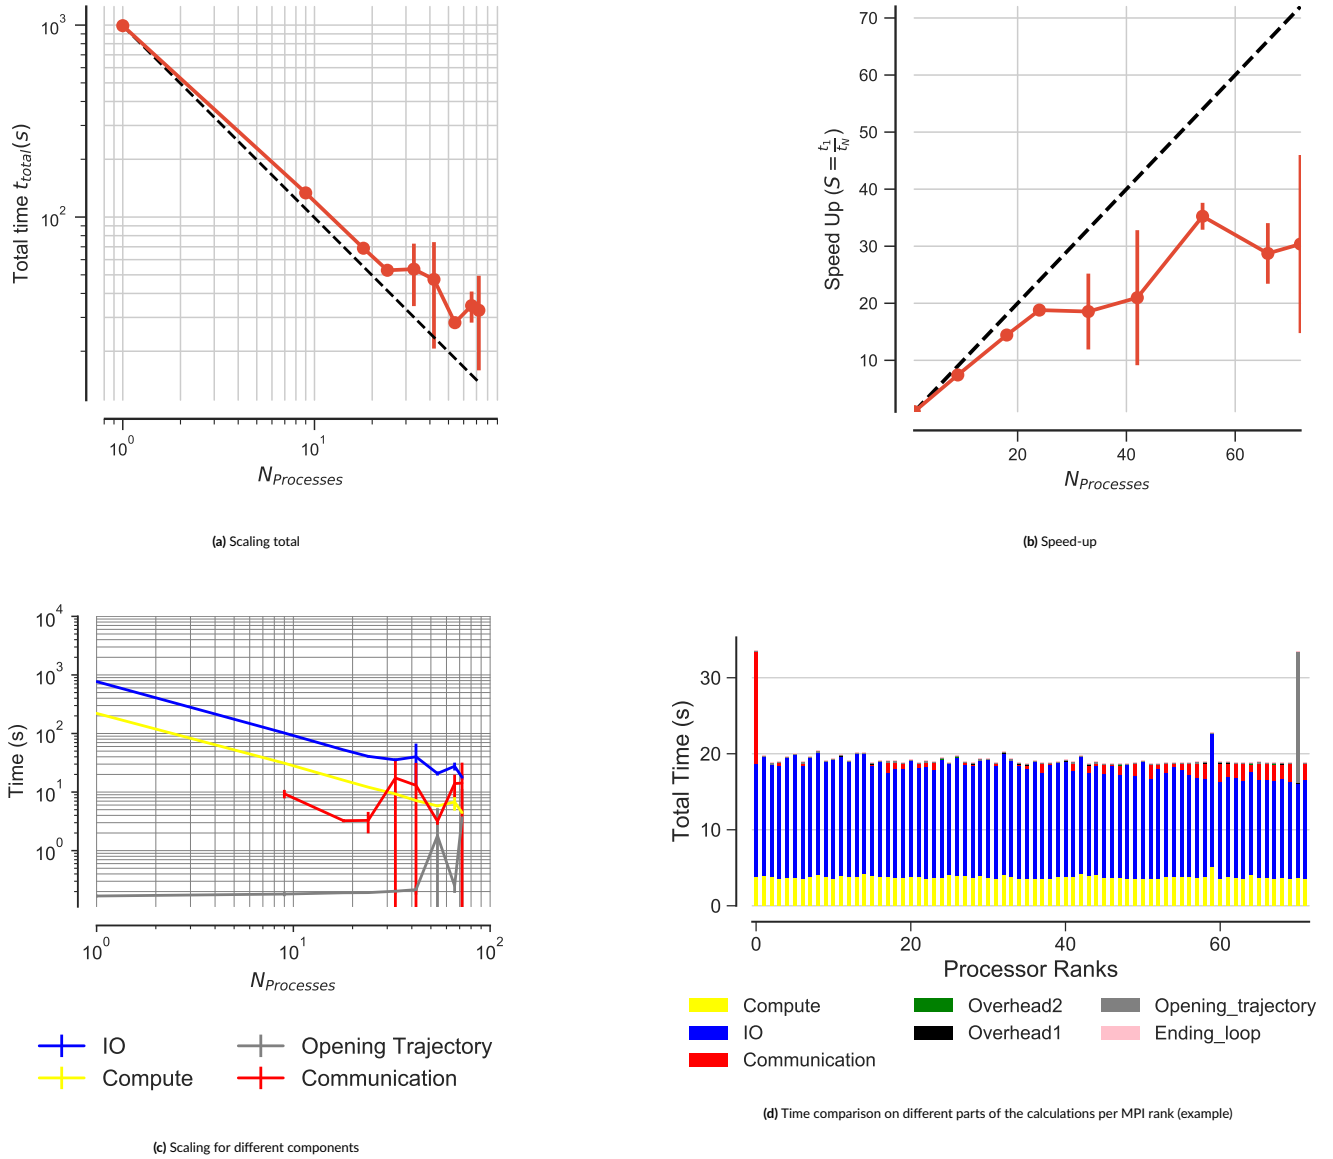 10^3
10^2
Total time t_total(s)
10^0 10^1
N_Processes
(a) Scaling total
70
60
50
40
30
20
10
Speed Up (S = t_1/t_N)
20 40 60
N_Processes
(b) Speed-up
10^4
10^3
10^2
10^1
10^0
Time (s)
10^0 10^1 10^2
N_Processes
IO Opening Trajectory
Compute Communication
(c) Scaling for different components
30
20
10
0
Total Time (s)
0 20 40 60
Processor Ranks
Compute Overhead2 Opening_trajectory
IO Overhead1 Ending_loop
Communication
(d) Time comparison on different parts of the calculations per MPI rank (example)